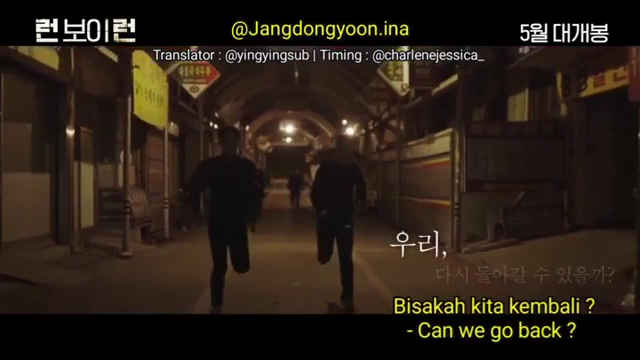 런 보이 런
@Jangdongyoon.ina
5월 대개봉
Translator : @yingyingsub | Timing : @charlenejessica_
우리,
다시 돌아갈 수 있을까?
Bisakah kita kembali ?
- Can we go back ?